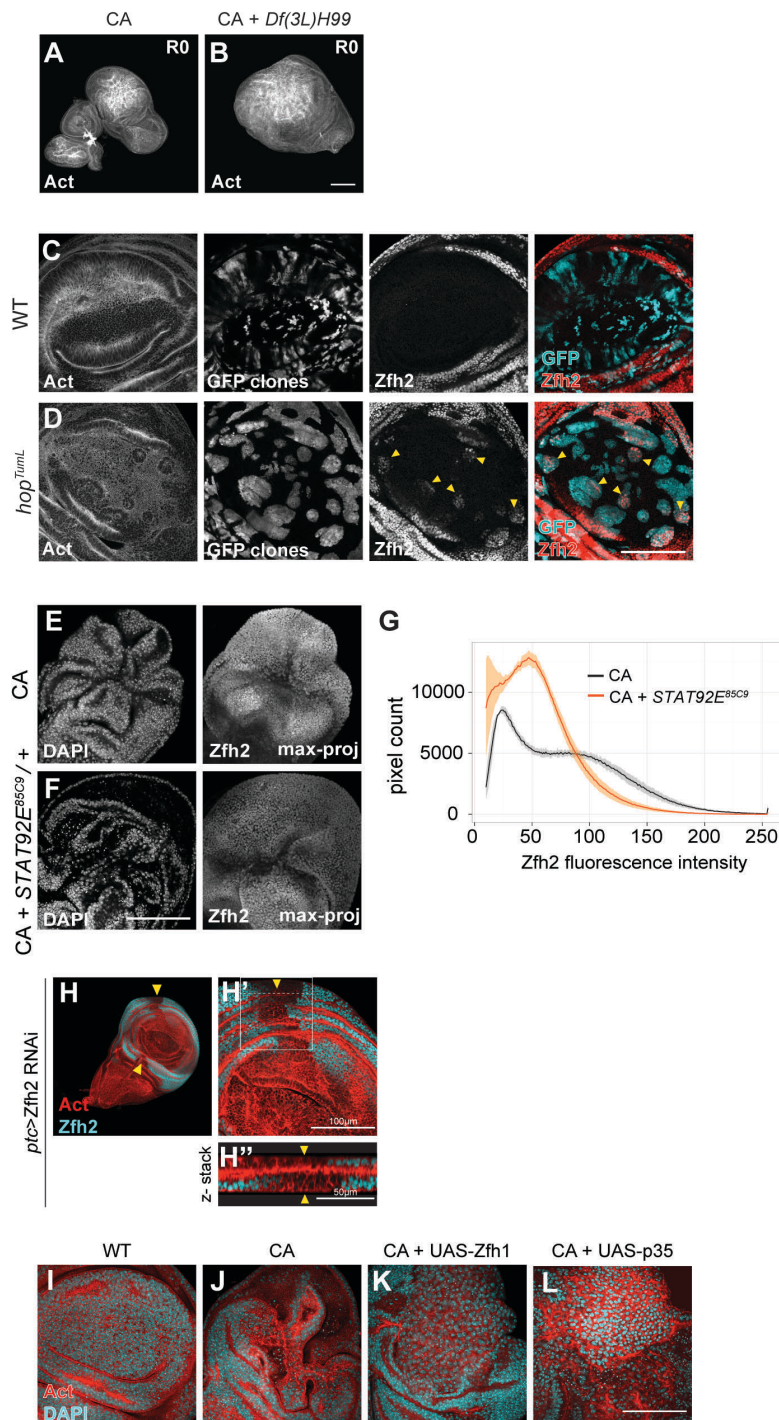 CA
CA + Df(3L)H99
A
R0
Act
B
R0
Act
WT
C
Act
GFP clones
Zfh2
GFP
Zfh2
hopTumL
D
Act
GFP clones
Zfh2
GFP
Zfh2
CA
E
DAPI
Zfh2
max-proj
CA + STAT92E85C9/ +
F
DAPI
Zfh2
max-proj
G
pixel count
10000
5000
0
CA
CA + STAT92E85C9
0
50
100
150
200
250
Zfh2 fluorescence intensity
ptc>Zfh2 RNAi
H
Act
Zfh2
H'
100µm
z- stack
H"
50µm
WT
CA
CA + UAS-Zfh1
CA + UAS-p35
I
Act
DAPI
J
K
L